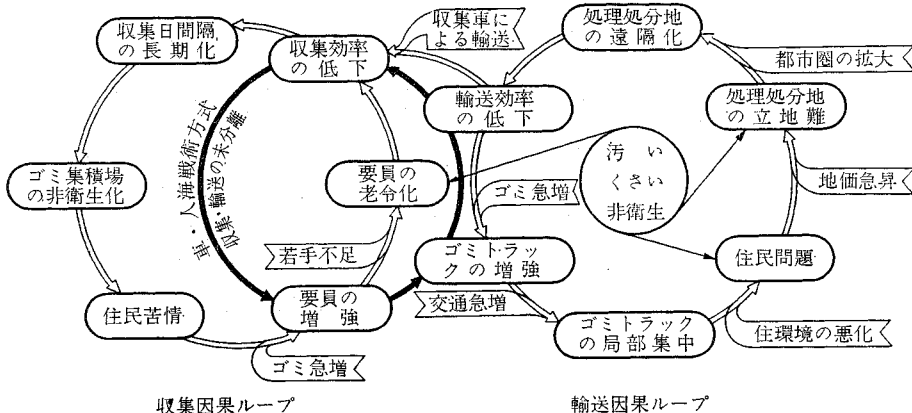 収集日間隔
の長期化
収集効率
の低下
収集車に
よる輸送
処理処分地
の遠隔化
都市圏の拡大
輸送効率
の低下
処理処分地
の立地難
車・人海戦術方式
収集・輸送の未分離
ゴミ集積場
の非衛生化
要員の
老令化
汚い
くさい
非衛生
ゴミ急増
地価急昇
若手不足
ゴミトラッ
クの増強
住民問題
住民苦情
要員の
増強
交通急増
ゴミトラック
の局部集中
住環境の悪化
ゴミ急増
収集因果ループ
輸送因果ループ